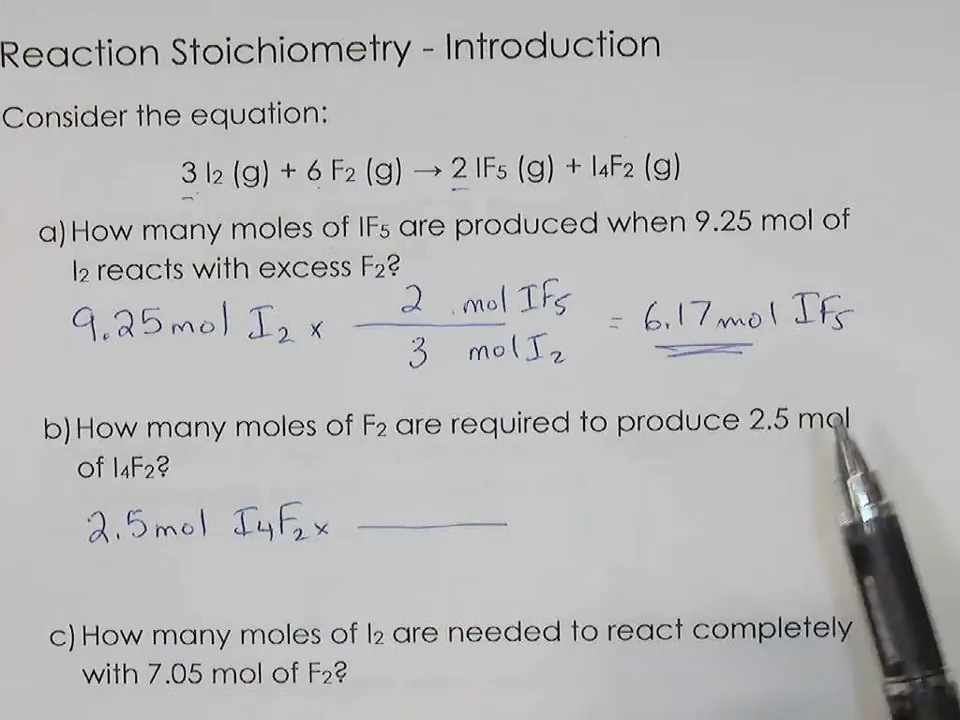 Reaction Stoichiometry - Introduction
Consider the equation:
3 I2 (g) + 6 F2 (g) → 2 IF5 (g) + I4F2 (g)
a) How many moles of IF5 are produced when 9.25 mol of
I2 reacts with excess F2?
9.25 mol I2 × 2 mol IF5 / 3 mol I2 = 6.17 mol IF5
b) How many moles of F2 are required to produce 2.5 mol
of I4F2?
2.5 mol I4F2 ×
c) How many moles of I2 are needed to react completely
with 7.05 mol of F2?